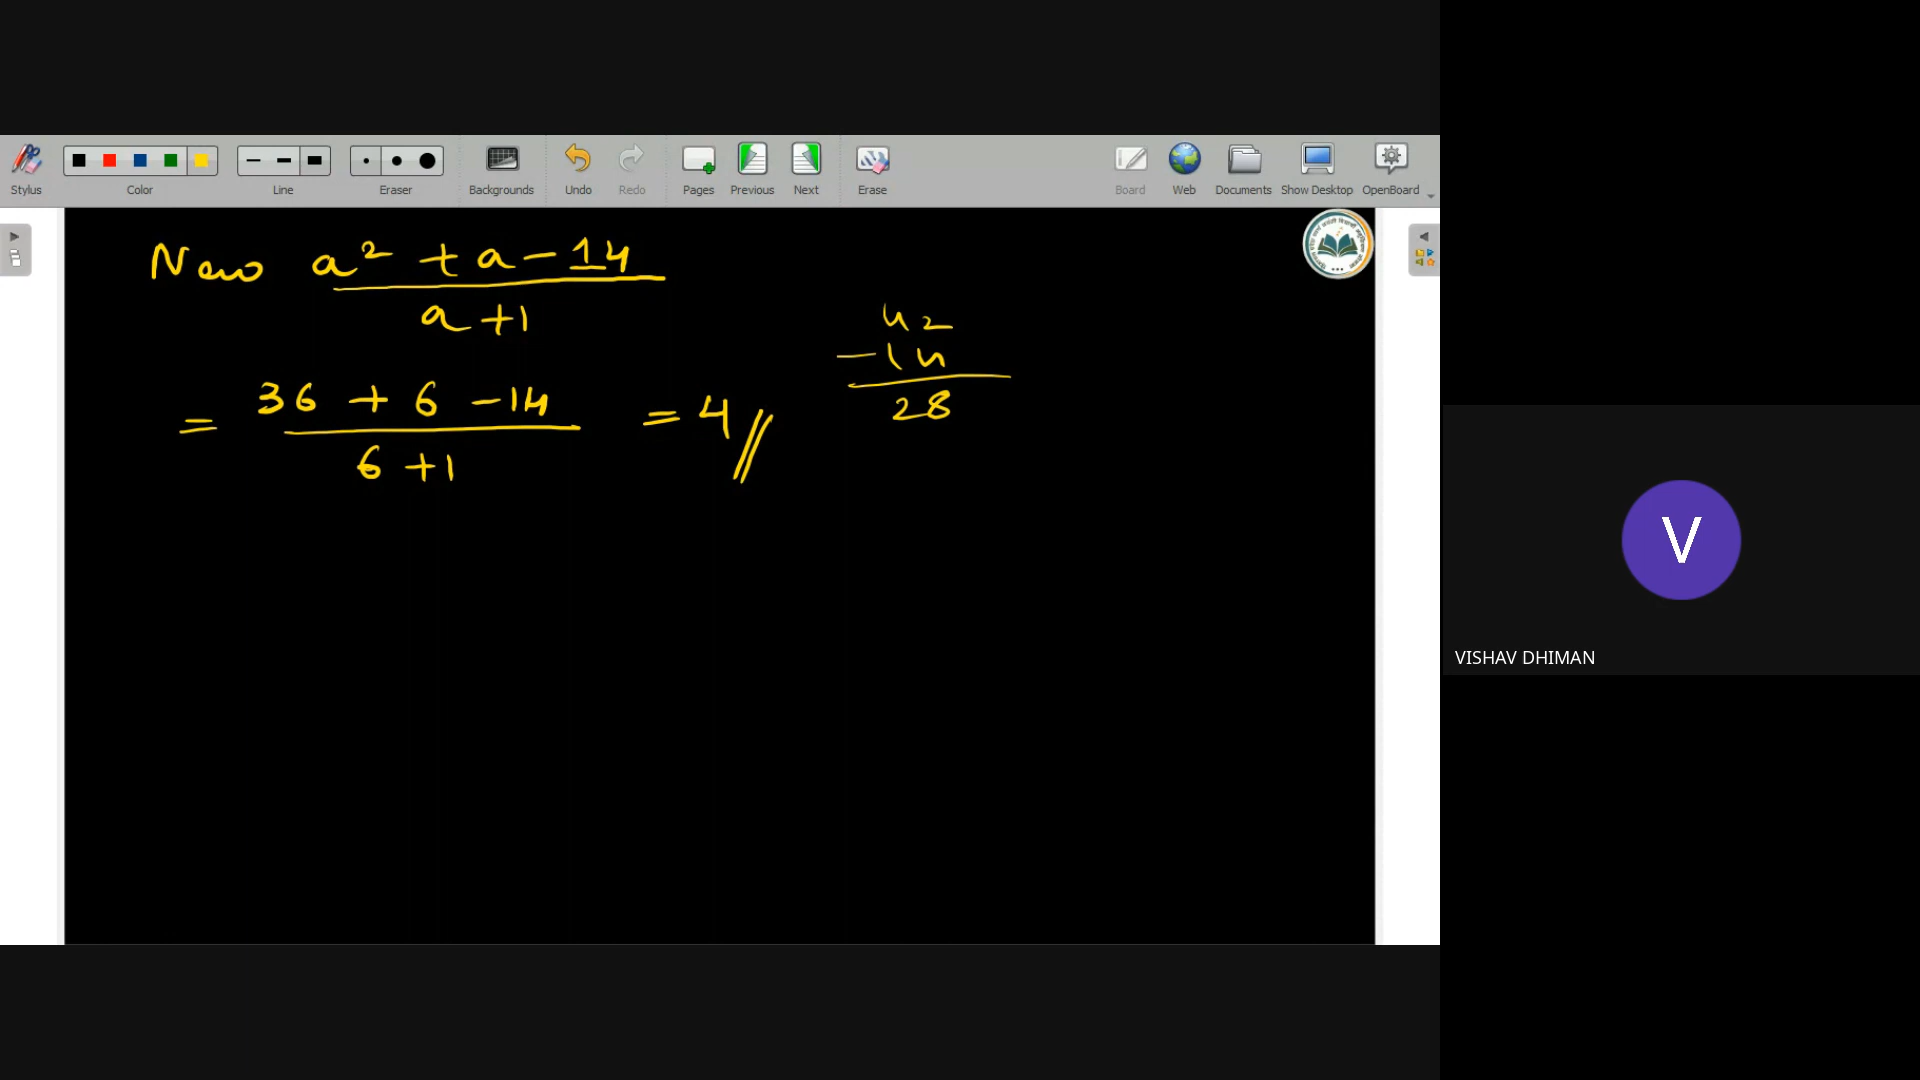 Stylus Color Line Eraser Backgrounds Undo Redo Pages Previous Next Erase Board Web Documents Show Desktop OpenBoard
Now a² + a - 14
a + 1
= 36 + 6 - 14 = 4 //
6 + 1
42
- 14
28
V
VISHAV DHIMAN